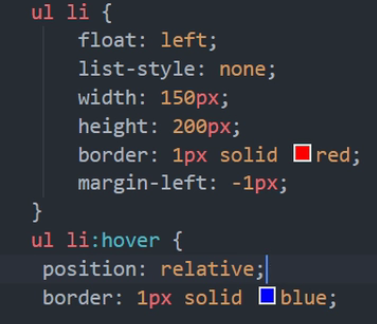 ul li {
float: left;
list-style: none;
width: 150px;
height: 200px;
border: 1px solid red;
margin-left: -1px;
}
ul li:hover {
position: relative;
border: 1px solid blue;